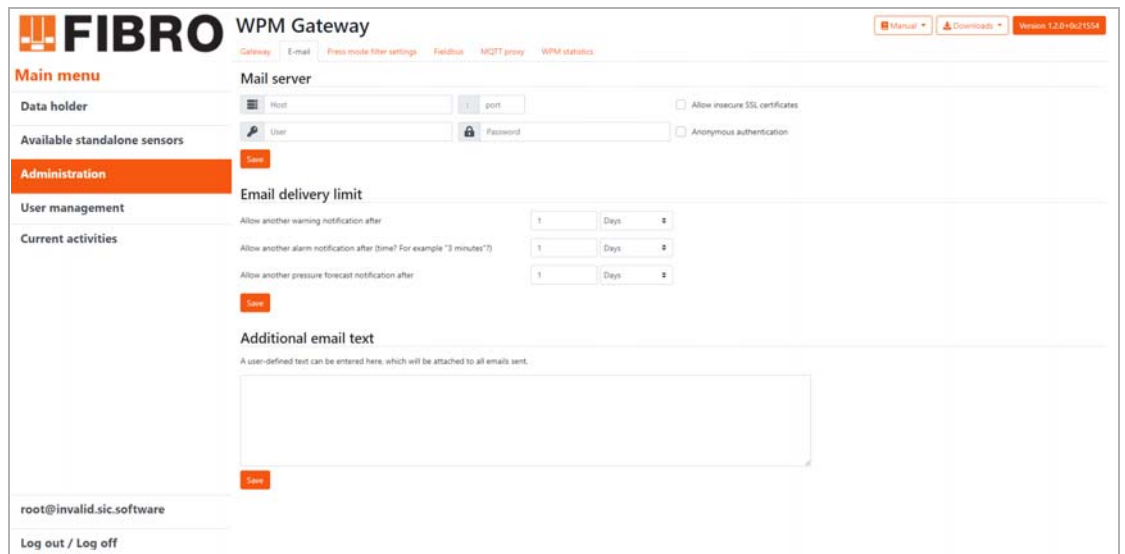 FIBRO
WPM Gateway
Manual
Downloads
Version 1.2.0+0c21554
Gateway E-mail Press mode filter settings Fieldbus MQTT proxy WPM statistics
Main menu
Data holder
Available standalone sensors
Administration
User management
Current activities
root@invalid.sic.software
Log out / Log off
Mail server
Host : port Allow insecure SSL certificates
User Password Anonymous authentication
Save
Email delivery limit
Allow another warning notification after 1 Days
Allow another alarm notification after (time? For example "3 minutes"?) 1 Days
Allow another pressure forecast notification after 1 Days
Save
Additional email text
A user-defined text can be entered here, which will be attached to all emails sent.
Save